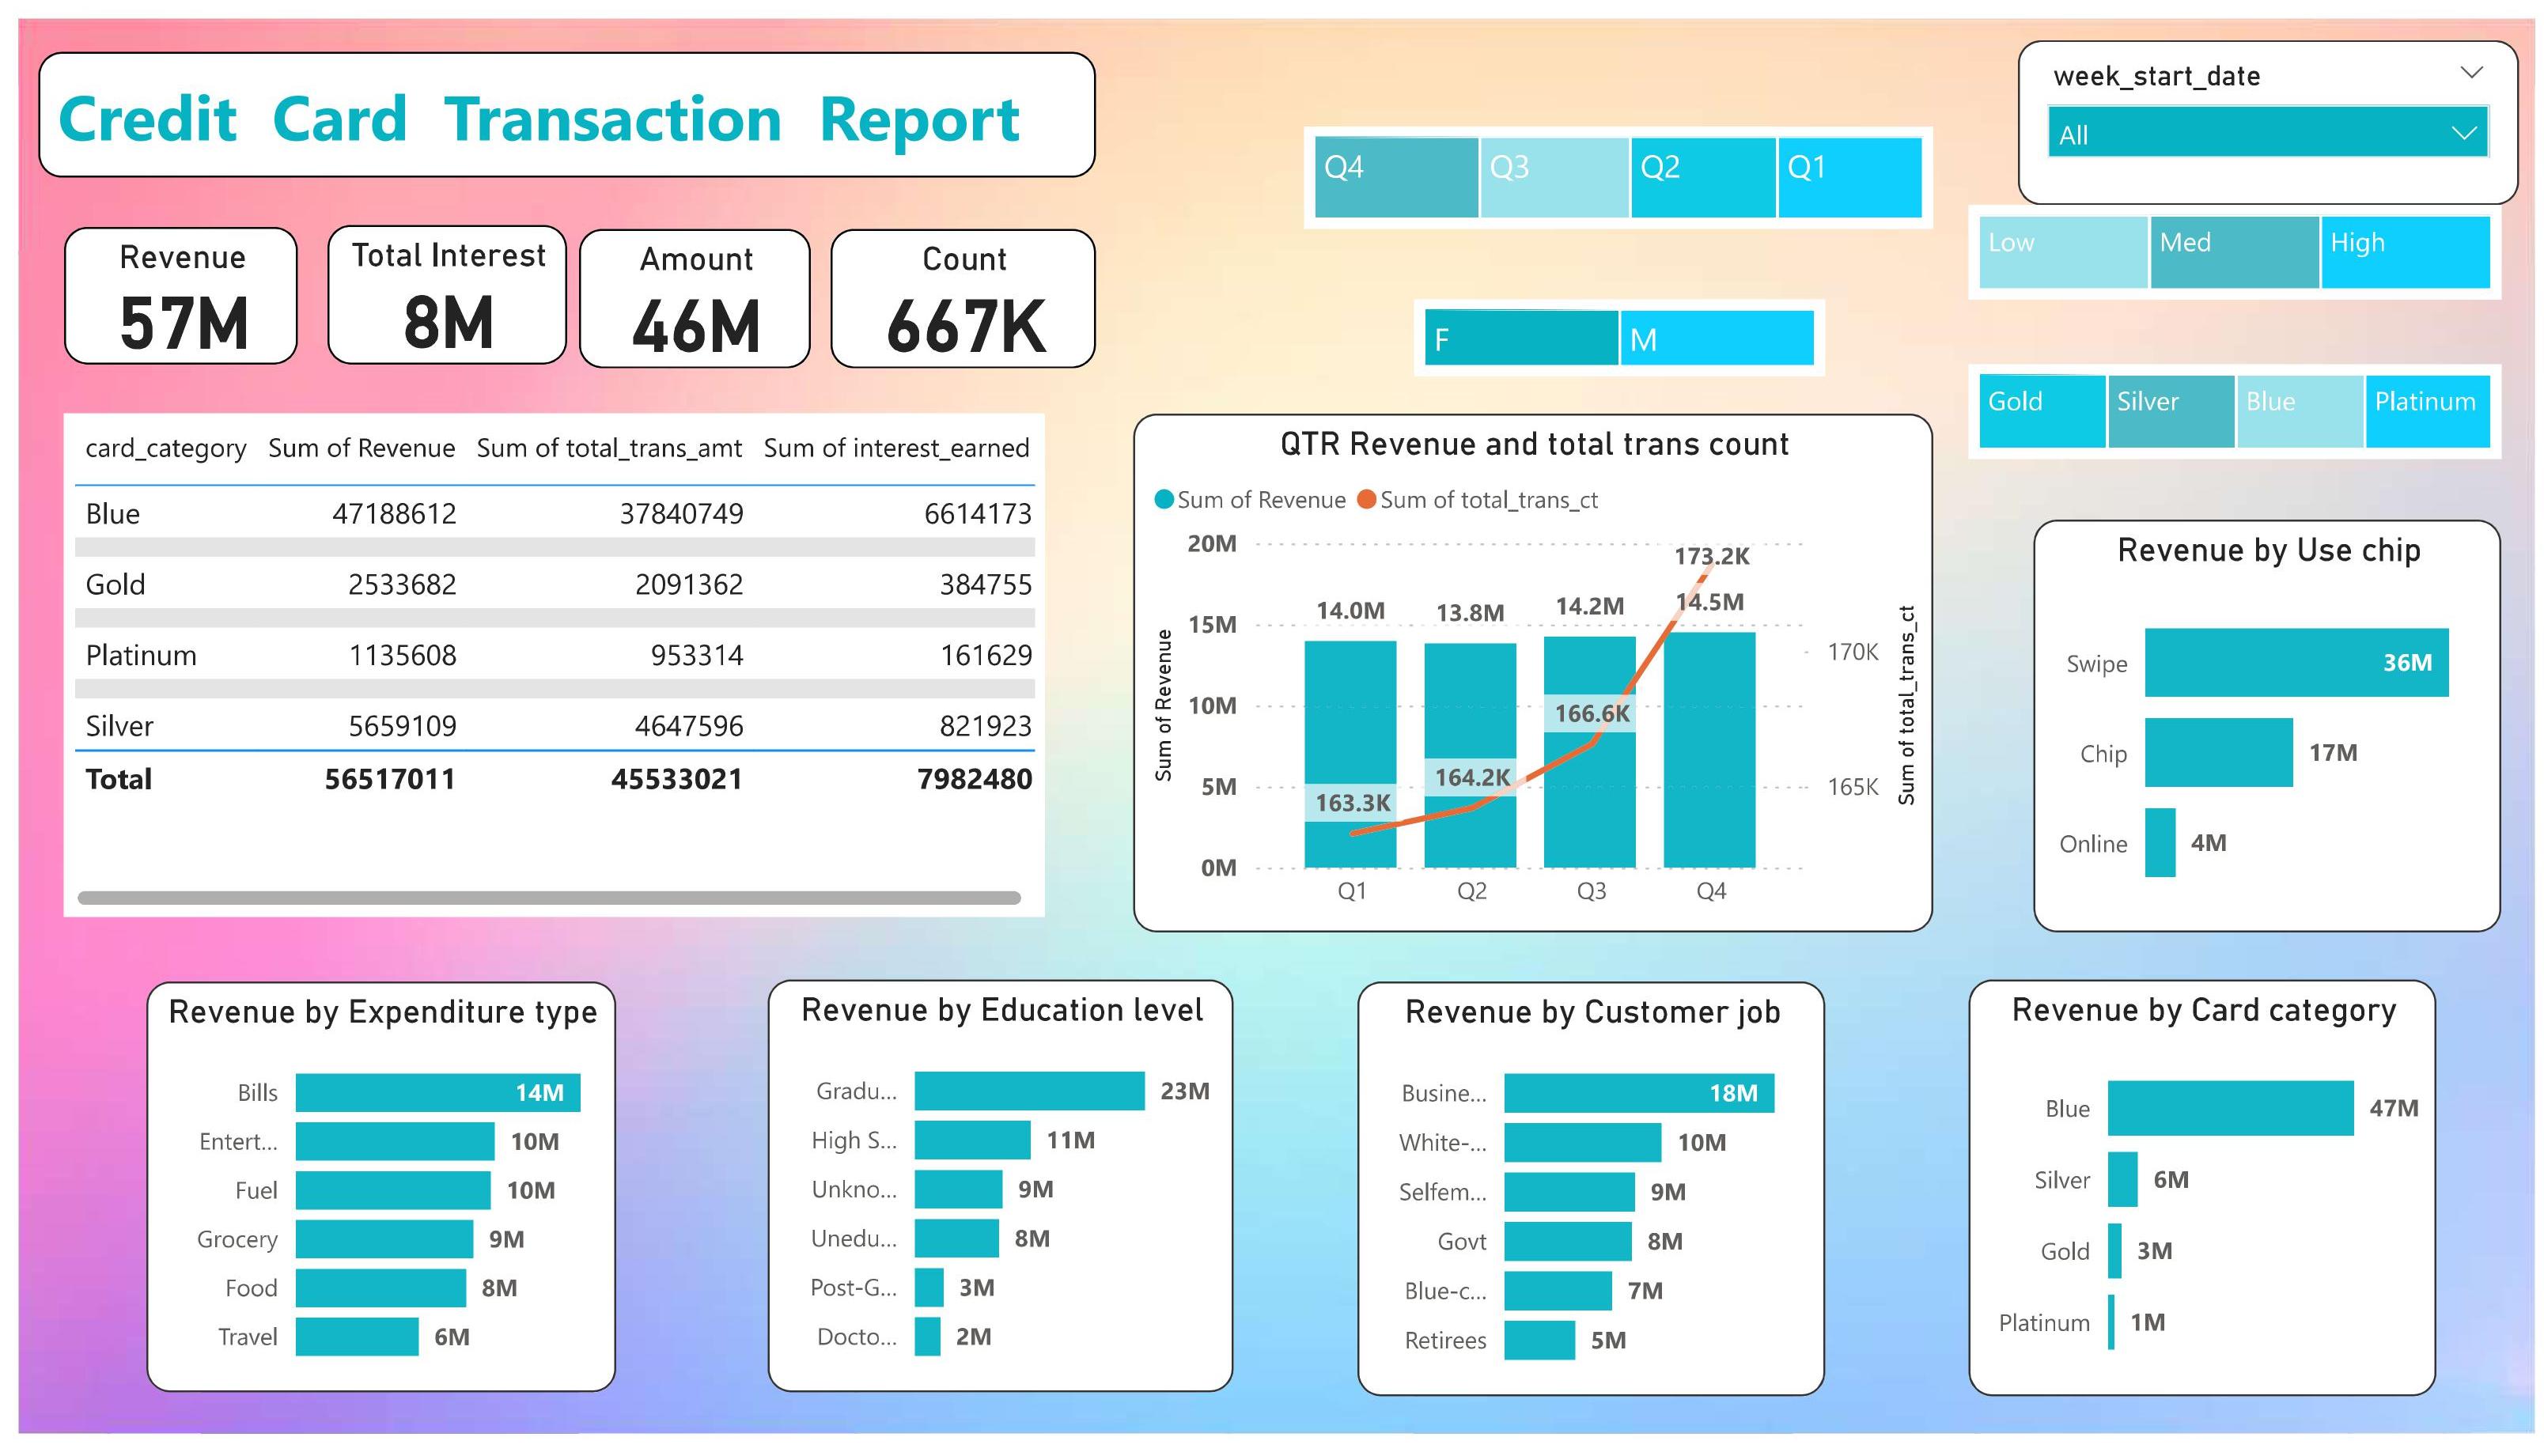 Credit Card Transaction Report
week_start_date
All
Q4 Q3 Q2 Q1
Low Med High
F M
Gold Silver Blue Platinum
Revenue
57M
Total Interest
8M
Amount
46M
Count
667K
card_category Sum of Revenue Sum of total_trans_amt Sum of interest_earned
Blue 47188612 37840749 6614173
Gold 2533682 2091362 384755
Platinum 1135608 953314 161629
Silver 5659109 4647596 821923
Total 56517011 45533021 7982480
QTR Revenue and total trans count
Sum of Revenue Sum of total_trans_ct
Sum of Revenue
20M
15M
10M
5M
0M
14.0M 13.8M 14.2M 14.5M
163.3K 164.2K 166.6K 173.2K
Q1 Q2 Q3 Q4
170K
165K
Sum of total_trans_ct
Revenue by Use chip
Swipe 36M
Chip 17M
Online 4M
Revenue by Expenditure type
Bills 14M
Entert... 10M
Fuel 10M
Grocery 9M
Food 8M
Travel 6M
Revenue by Education level
Gradu... 23M
High S... 11M
Unkno... 9M
Unedu... 8M
Post-G... 3M
Docto... 2M
Revenue by Customer job
Busine... 18M
White-... 10M
Selfem... 9M
Govt 8M
Blue-c... 7M
Retirees 5M
Revenue by Card category
Blue 47M
Silver 6M
Gold 3M
Platinum 1M